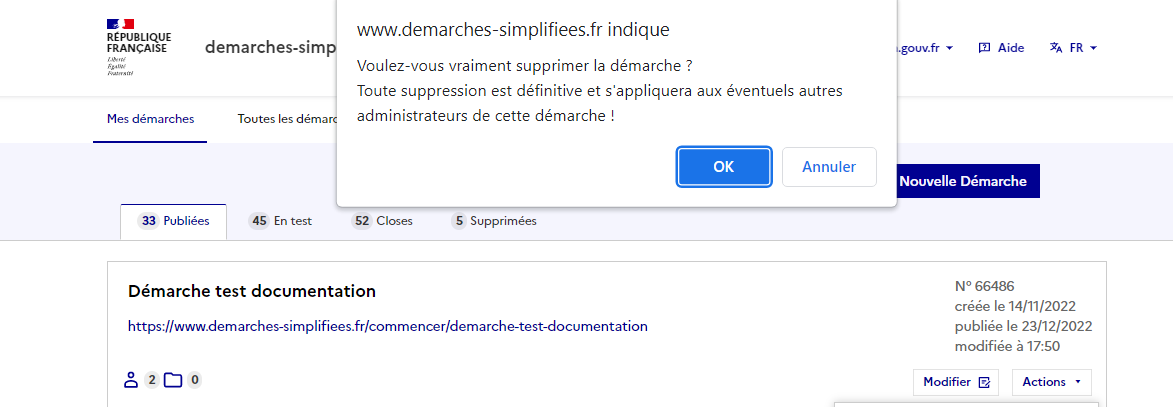 www.demarches-simplifiees.fr indique
Voulez-vous vraiment supprimer la démarche ?
Toute suppression est définitive et s'appliquera aux éventuels autres
administrateurs de cette démarche !
OK
Annuler
RÉPUBLIQUE
FRANÇAISE
Liberté
Égalité
Fraternité
demarches-simp
.gouv.fr
Aide
FR
Mes démarches
Toutes les démarc
Nouvelle Démarche
33 Publiées
45 En test
52 Closes
5 Supprimées
Démarche test documentation
https://www.demarches-simplifiees.fr/commencer/demarche-test-documentation
N° 66486
créée le 14/11/2022
publiée le 23/12/2022
modifiée à 17:50
2
0
Modifier
Actions